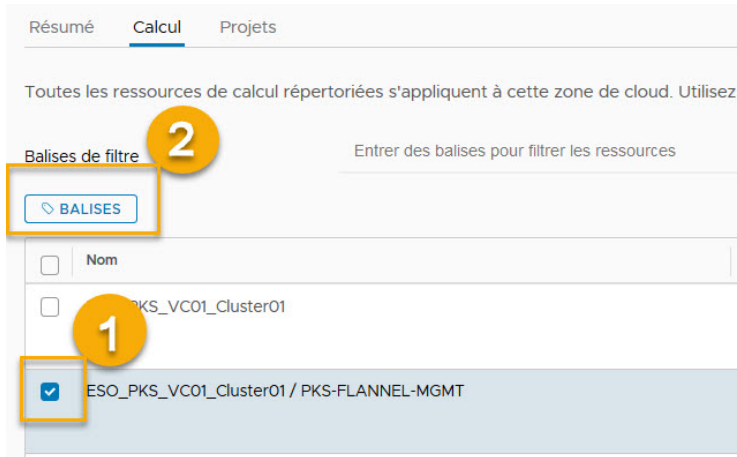 Résumé Calcul Projets
Toutes les ressources de calcul répertoriées s'appliquent à cette zone de cloud. Utilisez
Balises de filtre 2 Entrer des balises pour filtrer les ressources
BALISES
Nom
PKS_VC01_Cluster01
1
ESO_PKS_VC01_Cluster01 / PKS-FLANNEL-MGMT